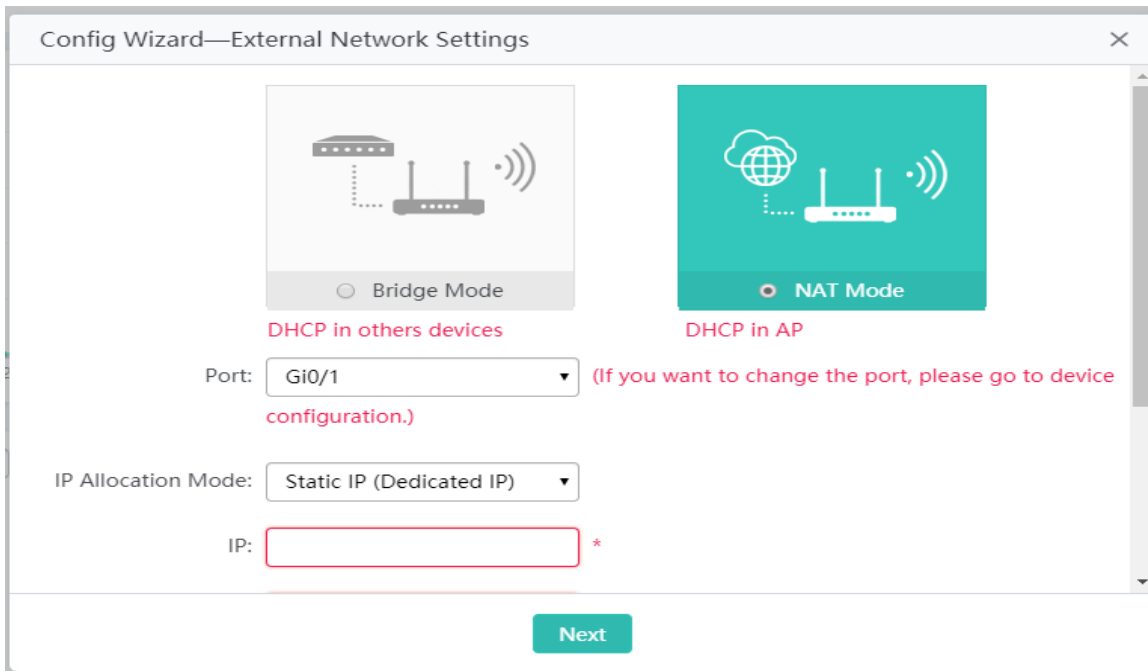 Config Wizard—External Network Settings
Bridge Mode
NAT Mode
DHCP in others devices
DHCP in AP
Port:
Gi0/1
(If you want to change the port, please go to device
configuration.)
IP Allocation Mode:
Static IP (Dedicated IP)
IP:
*
Next